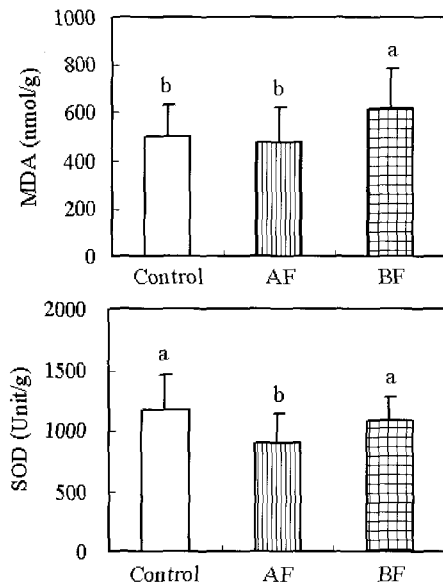 1000
800
600
400
200
0
MDA (nmol/g)
b
b
a
Control AF BF
2000
1500
1000
500
0
SOD (Unit/g)
a
b
a
Control AF BF